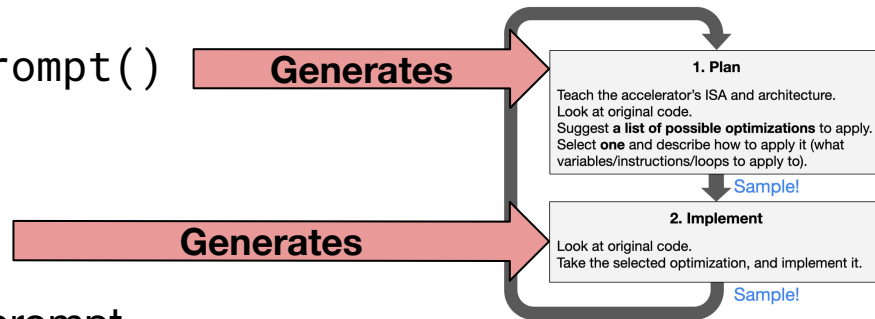 rompt()
Generates
1. Plan
Teach the accelerator's ISA and architecture.
Look at original code.
Suggest a list of possible optimizations to apply.
Select one and describe how to apply it (what
variables/instructions/loops to apply to).
Sample!
Generates
2. Implement
Look at original code.
Take the selected optimization, and implement it.
Sample!